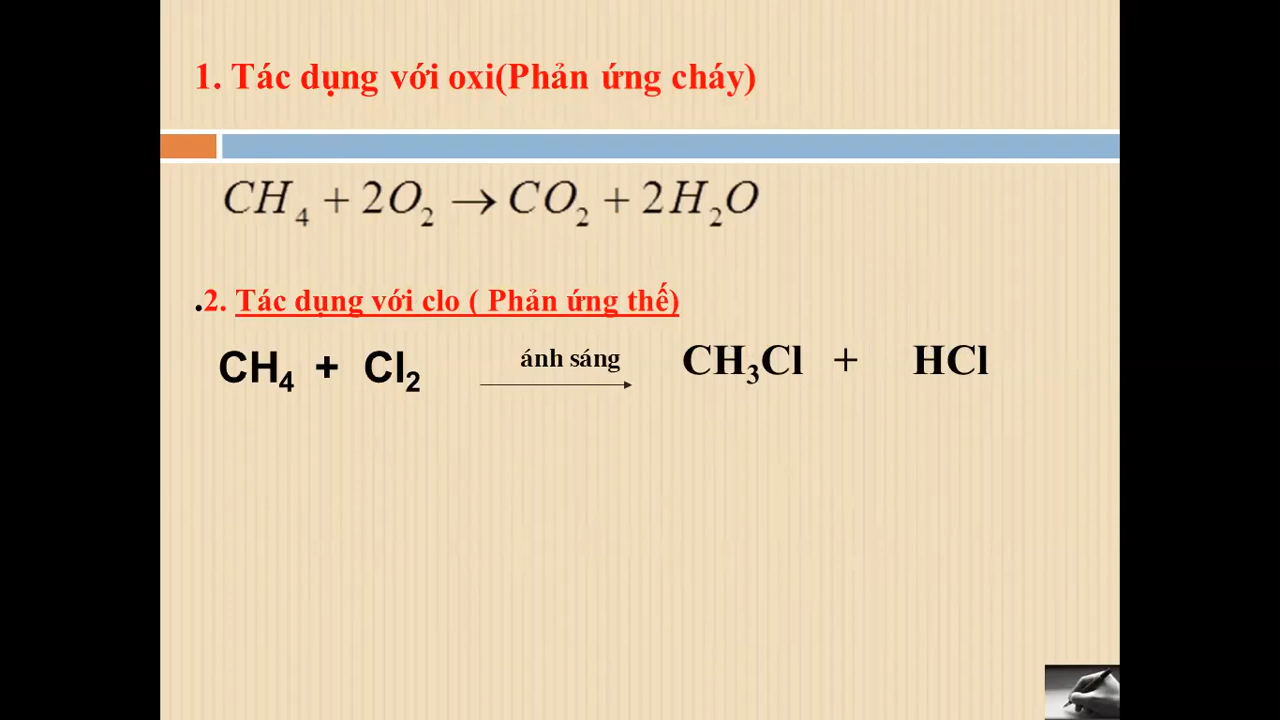 1. Tác dụng với oxi(Phản ứng cháy)
CH₄ + 2O₂ → CO₂ + 2H₂O
.2. Tác dụng với clo ( Phản ứng thế)
CH₄ + Cl₂ ánh sáng → CH₃Cl + HCl